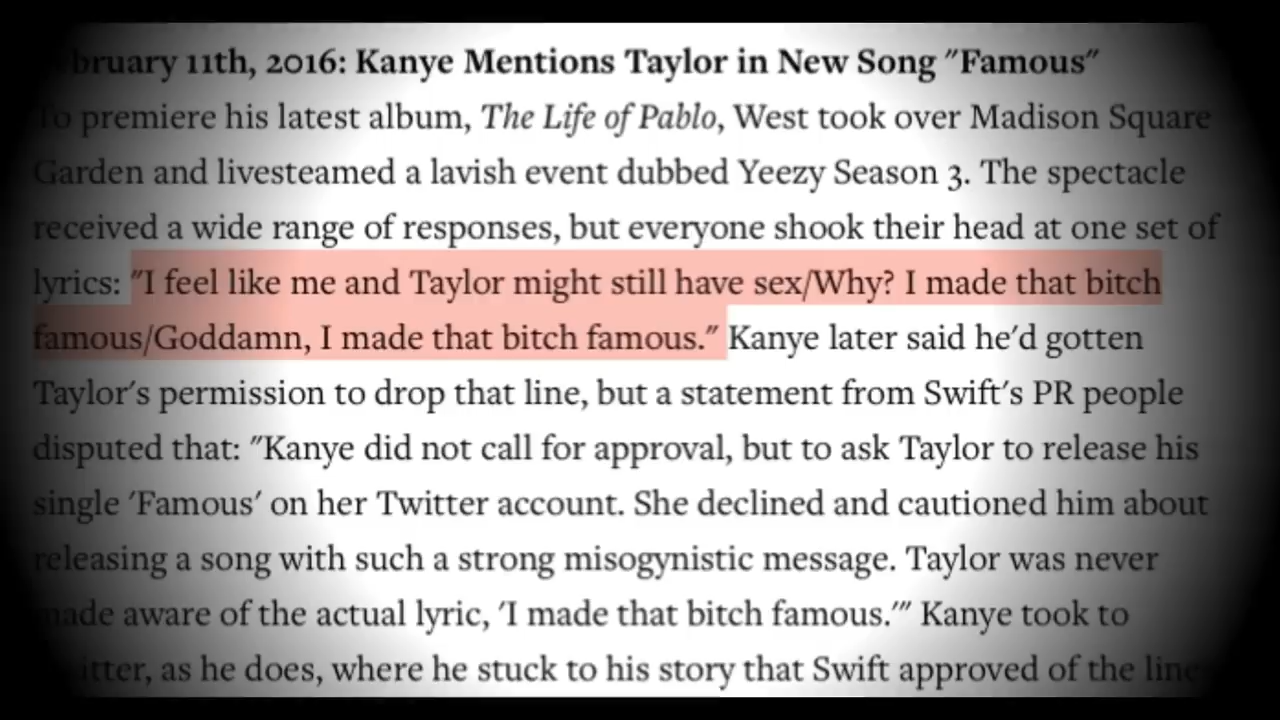 bruary 11th, 2016: Kanye Mentions Taylor in New Song "Famous"
To premiere his latest album, The Life of Pablo, West took over Madison Square
Garden and livesteamed a lavish event dubbed Yeezy Season 3. The spectacle
received a wide range of responses, but everyone shook their head at one set of
lyrics: "I feel like me and Taylor might still have sex/Why? I made that bitch
famous/Goddamn, I made that bitch famous." Kanye later said he'd gotten
Taylor's permission to drop that line, but a statement from Swift's PR people
disputed that: "Kanye did not call for approval, but to ask Taylor to release his
single 'Famous' on her Twitter account. She declined and cautioned him about
releasing a song with such a strong misogynistic message. Taylor was never
made aware of the actual lyric, 'I made that bitch famous.'" Kanye took to
itter, as he does, where he stuck to his story that Swift approved of the line